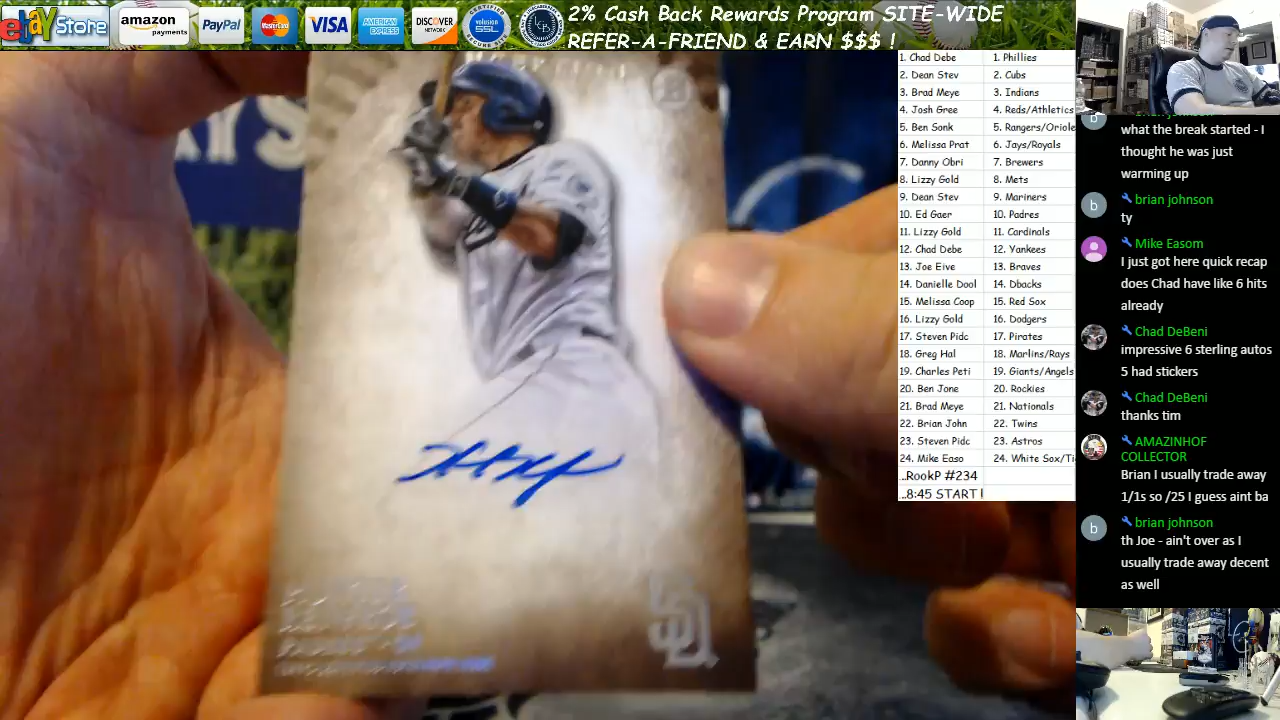 ebay Store
amazon payments
PayPal
MasterCard
VISA
AMERICAN EXPRESS
DISCOVER NETWORK
volusion SSL
2% Cash Back Rewards Program SITE-WIDE
REFER-A-FRIEND & EARN $$$ !
1. Chad Debe 1. Phillies
2. Dean Stev 2. Cubs
3. Brad Meye 3. Indians
4. Josh Gree 4. Reds/Athletics
5. Ben Sonk 5. Rangers/Oriole
6. Melissa Prat 6. Jays/Royals
7. Danny Obri 7. Brewers
8. Lizzy Gold 8. Mets
9. Dean Stev 9. Mariners
10. Ed Gaer 10. Padres
11. Lizzy Gold 11. Cardinals
12. Chad Debe 12. Yankees
13. Joe Eive 13. Braves
14. Danielle Dool 14. Dbacks
15. Melissa Coop 15. Red Sox
16. Lizzy Gold 16. Dodgers
17. Steven Pidc 17. Pirates
18. Greg Hal 18. Marlins/Rays
19. Charles Peti 19. Giants/Angels
20. Ben Jone 20. Rockies
21. Brad Meye 21. Nationals
22. Brian John 22. Twins
23. Steven Pidc 23. Astros
24. Mike Easo 24. White Sox/Ti
..RookP #234
..8:45 START !
what the break started - I
thought he was just
warming up
b
brian johnson
ty
Mike Easom
I just got here quick recap
does Chad have like 6 hits
already
Chad DeBeni
impressive 6 sterling autos
5 had stickers
Chad DeBeni
thanks tim
AMAZINHOF
COLLECTOR
Brian I usually trade away
1/1s so /25 I guess aint ba
b
brian johnson
th Joe - ain't over as I
usually trade away decent
as well
SD